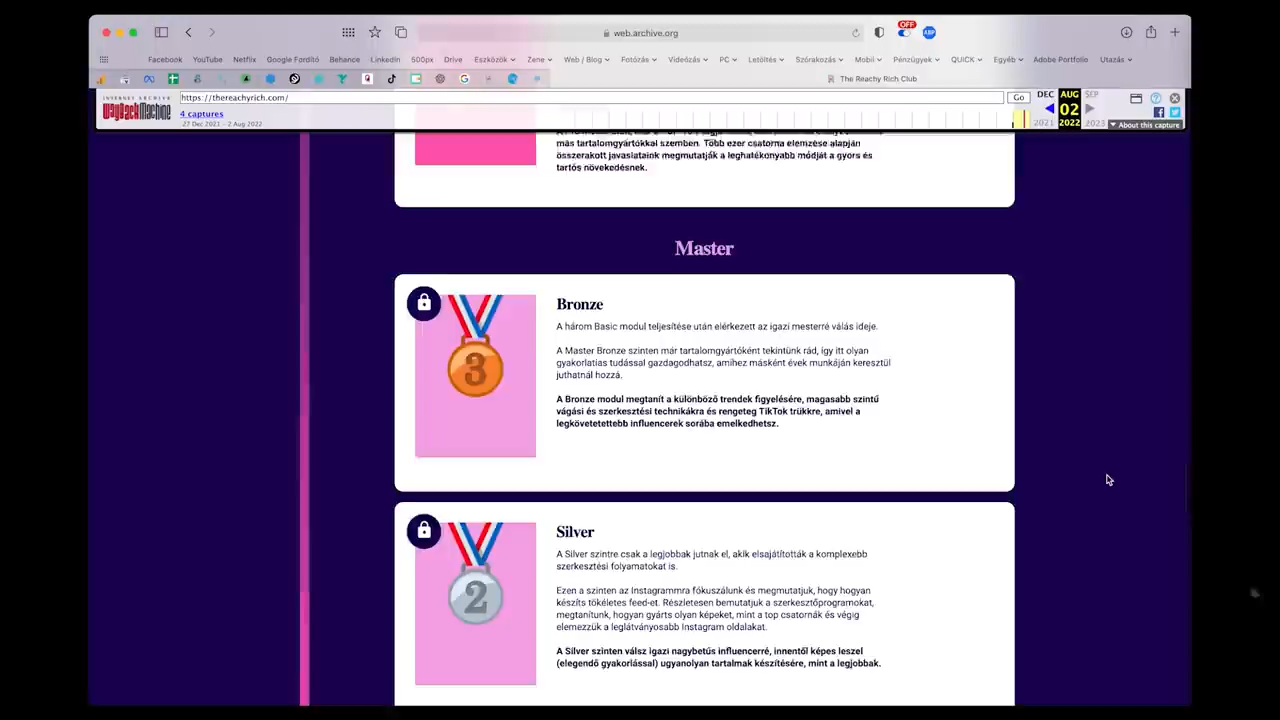 web.archive.org
OFF
ABP
Facebook YouTube Netflix Google Fordító Behance LinkedIn 500px Drive Eszközök Zene Web / Blog Fotózás Videózás PC Letöltés Szórakozás Mobil Pénzügyek QUiCK Egyéb Adobe Portfolio Utazás
The Reachy Rich Club
INTERNET ARCHIVE
WayBackMachine
https://thereachyrich.com/
Go
DEC AUG SEP
4 captures
02
27 Dec 2021 - 2 Aug 2022
2021 2022 2023
About this capture
más tartalomgyártókkal szemben. Több ezer csatorna elemzése alapján
összerakott javaslataink megmutatják a leghatékonyabb módját a gyors és
tartós növekedésnek.
Master
Bronze
A három Basic modul teljesítése után elérkezett az igazi mesterré válás ideje.
A Master Bronze szinten már tartalomgyártóként tekintünk rád, így itt olyan
gyakorlatias tudással gazdagodhatsz, amihez másként évek munkáján keresztül
juthatnál hozzá.
A Bronze modul megtanít a különböző trendek figyelésére, magasabb szintű
vágási és szerkesztési technikákra és rengeteg TikTok trükkre, amivel a
legkövetetettebb influencerek sorába emelkedhetsz.
3
Silver
A Silver szintre csak a legjobbak jutnak el, akik elsajátították a komplexebb
szerkesztési folyamatokat is.
Ezen a szinten az Instagrammra fókuszálunk és megmutatjuk, hogy hogyan
készíts tökéletes feed-et. Részletesen bemutatjuk a szerkesztőprogramokat,
megtanítunk, hogyan gyárts olyan képeket, mint a top csatornák és végig
elemezzük a leglátványosabb Instagram oldalakat.
A Silver szinten válsz igazi nagybetűs influencerré, innentől képes leszel
(elegendő gyakorlással) ugyanolyan tartalmak készítésére, mint a legjobbak.
2